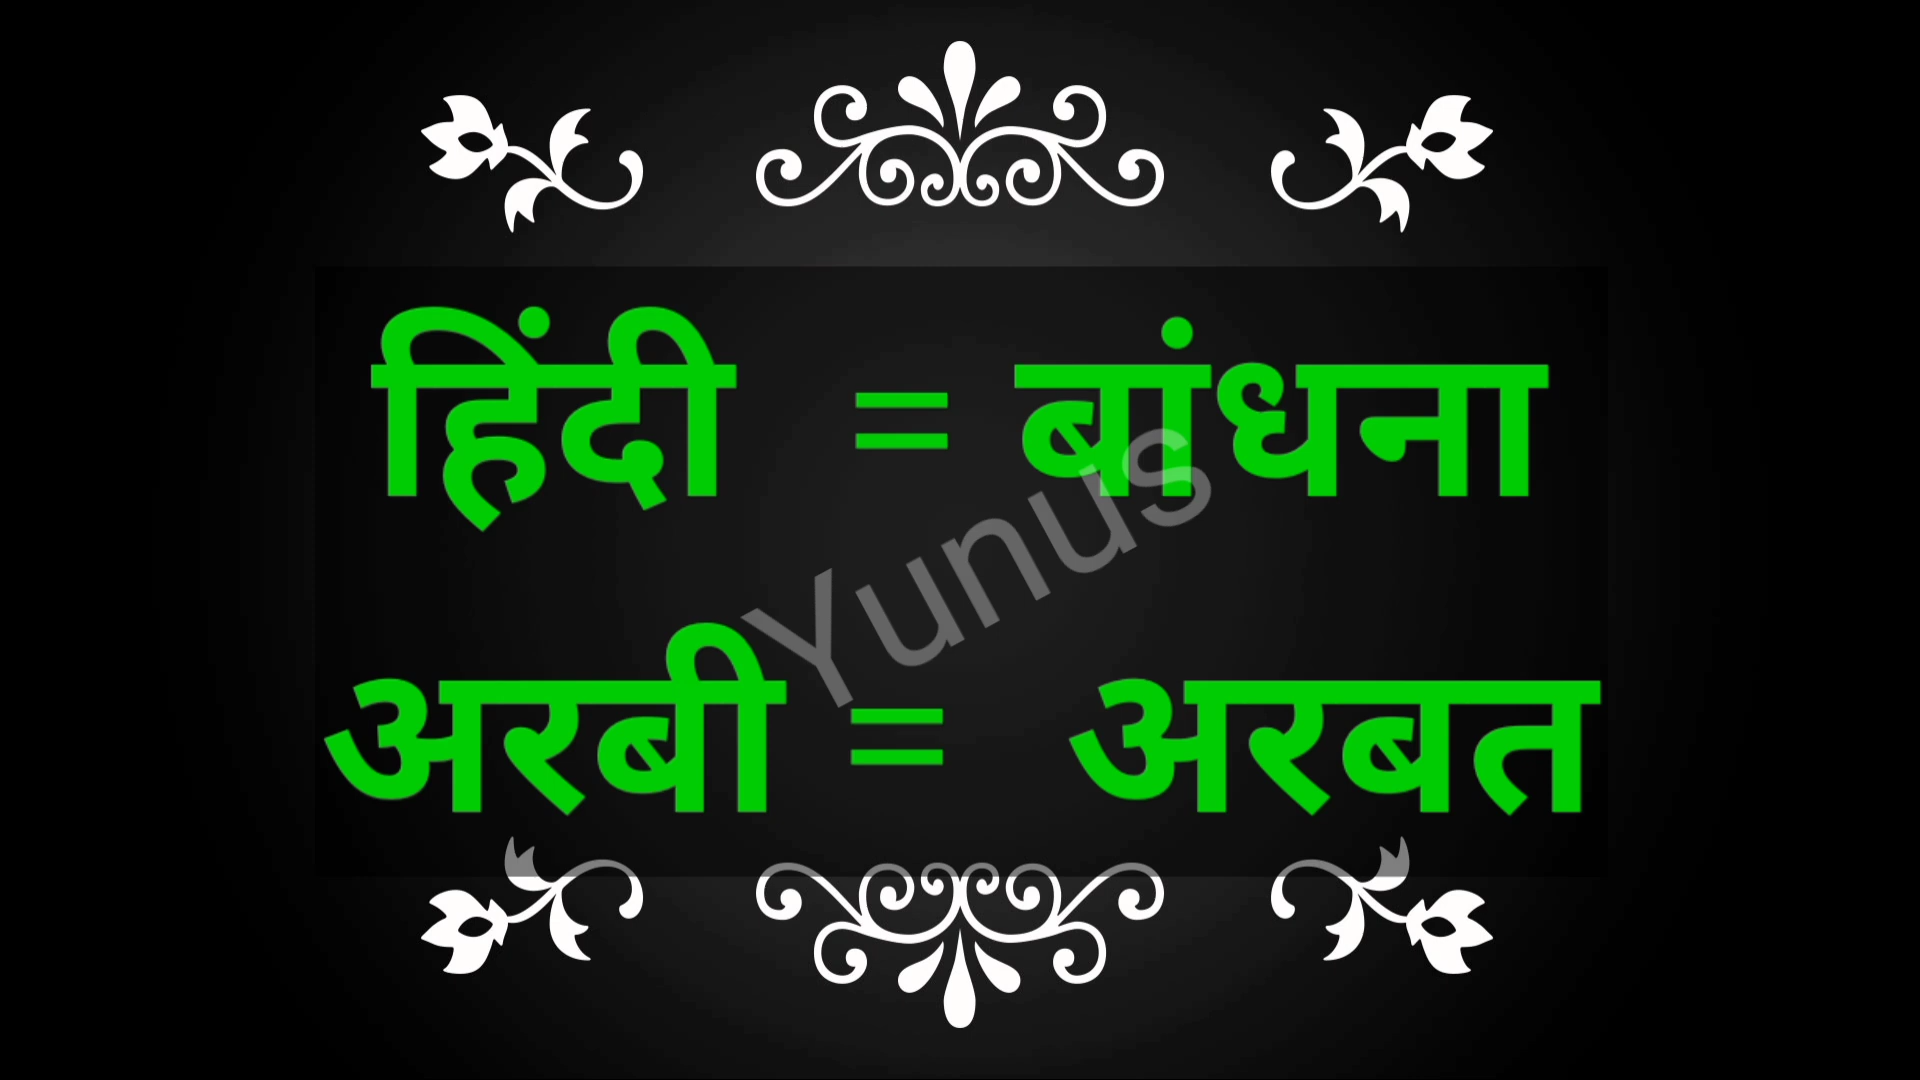 हिंदी = बांधना
Yunus
अरबी = अरबत